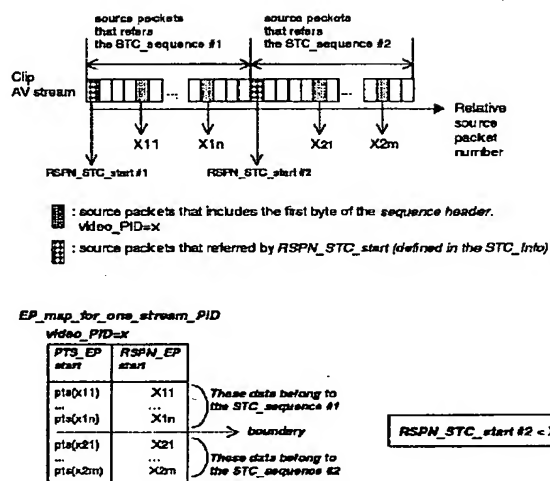 source packets
that refers
the STC_sequence #1
source packets
that refers
the STC_sequence #2
Clip
AV stream
...
...
Relative
source
packet
number
X11
X1n
X21
X2m
RSPN_STC_start #1
RSPN_STC_start #2
: source packets that includes the first byte of the sequence header.
video_PID=x
: source packets that referred by RSPN_STC_start (defined in the STC_Info)
EP_map_for_one_stream_PID
video_PID=x
PTS_EP
start
RSPN_EP
start
pts(x11) X11
... ...
pts(x1n) X1n
These data belong to
the STC_sequence #1
boundary
pts(x21) X21
... ...
pts(x2m) X2m
These data belong to
the STC_sequence #2
RSPN_STC_start #2 <